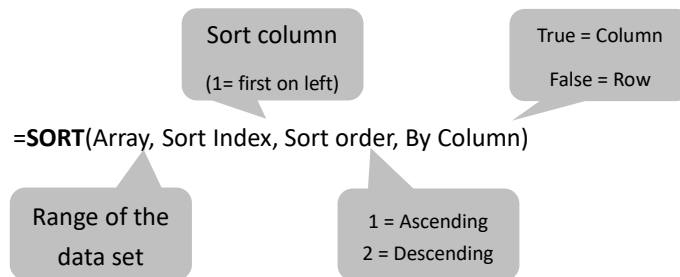 Sort column
(1= first on left)
True = Column
False = Row
=SORT(Array, Sort Index, Sort order, By Column)
Range of the
data set
1 = Ascending
2 = Descending